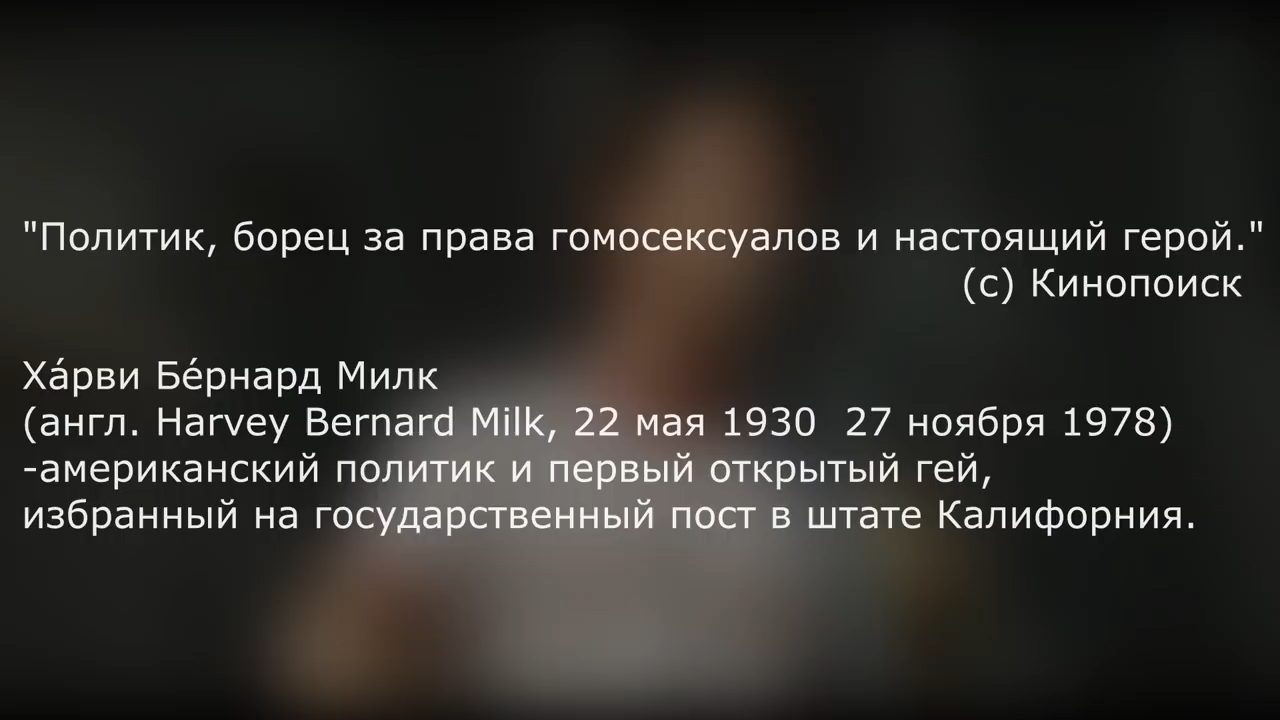 "Политик, борец за права гомосексуалов и настоящий герой."
(с) Кинопоиск
Ха́рви Бе́рнард Милк
(англ. Harvey Bernard Milk, 22 мая 1930  27 ноября 1978)
-американский политик и первый открытый гей,
избранный на государственный пост в штате Калифорния.